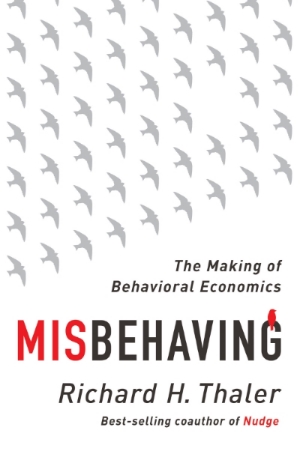 The Making of
Behavioral Economics
MISBEHAVING
Richard H. Thaler
Best-selling coauthor of Nudge